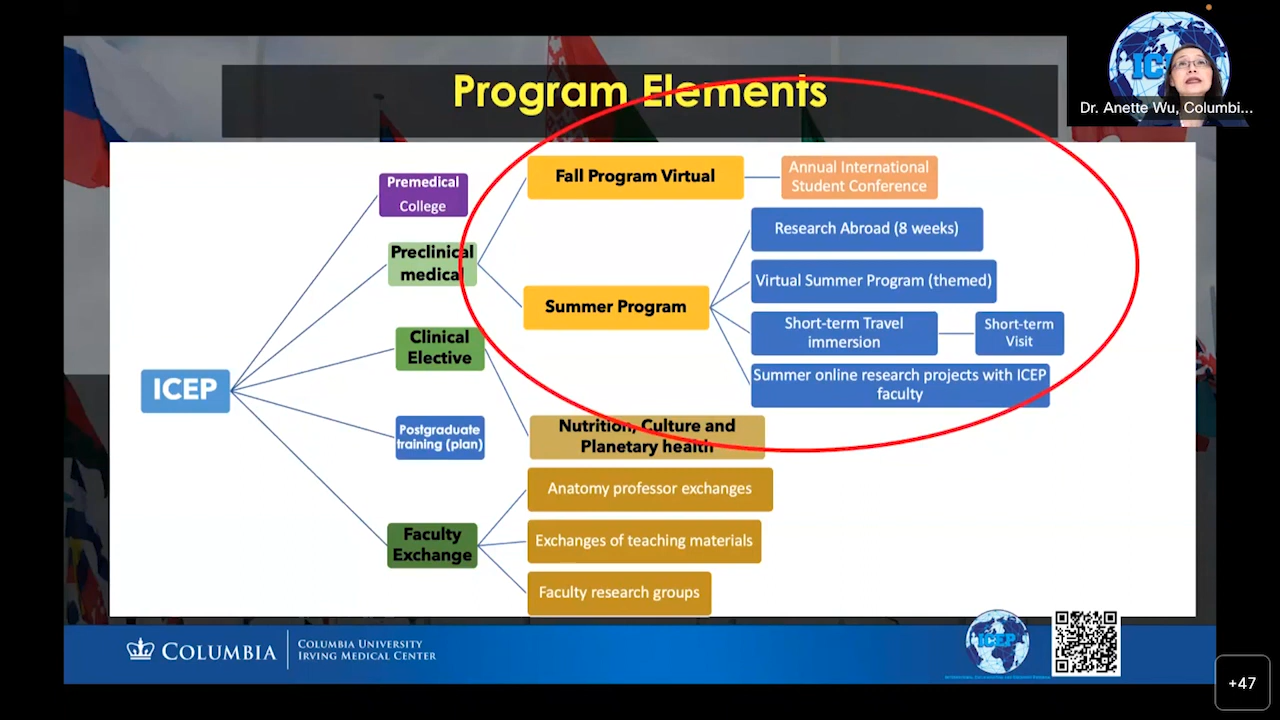 Program Elements
Dr. Anette Wu, Columbi...
Premedical
College
Preclinical
medical
Clinical
Elective
ICEP
Postgraduate
training (plan)
Faculty
Exchange
Fall Program Virtual
Annual International
Student Conference
Summer Program
Research Abroad (8 weeks)
Virtual Summer Program (themed)
Short-term Travel
immersion
Short-term
Visit
Summer online research projects with ICEP
faculty
Nutrition, Culture and
Planetary health
Anatomy professor exchanges
Exchanges of teaching materials
Faculty research groups
COLUMBIA
COLUMBIA UNIVERSITY
IRVING MEDICAL CENTER
ICEP
+47